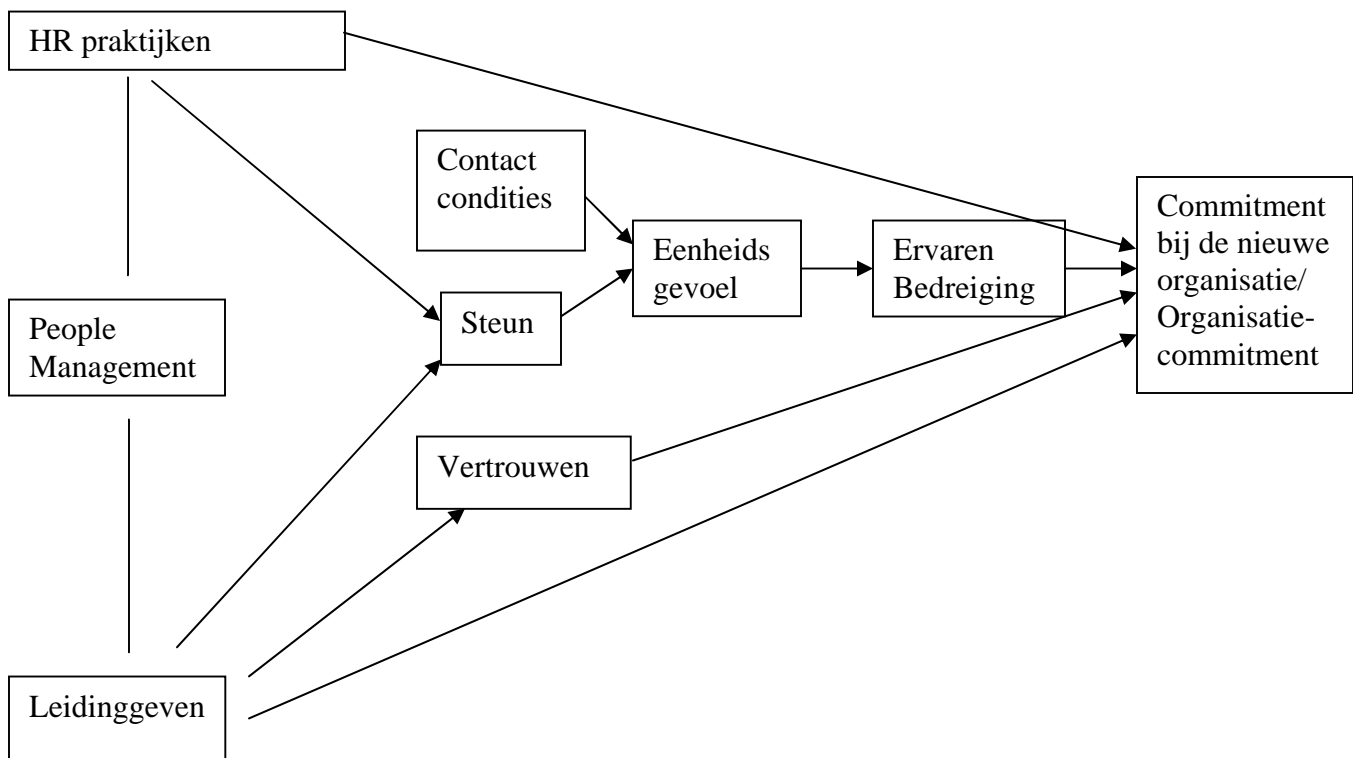 HR praktijken
Contact
condities
Eenheids
gevoel
Ervaren
Bedreiging
Commitment
bij de nieuwe
organisatie/
Organisatie-
commitment
People
Management
Steun
Vertrouwen
Leidinggeven